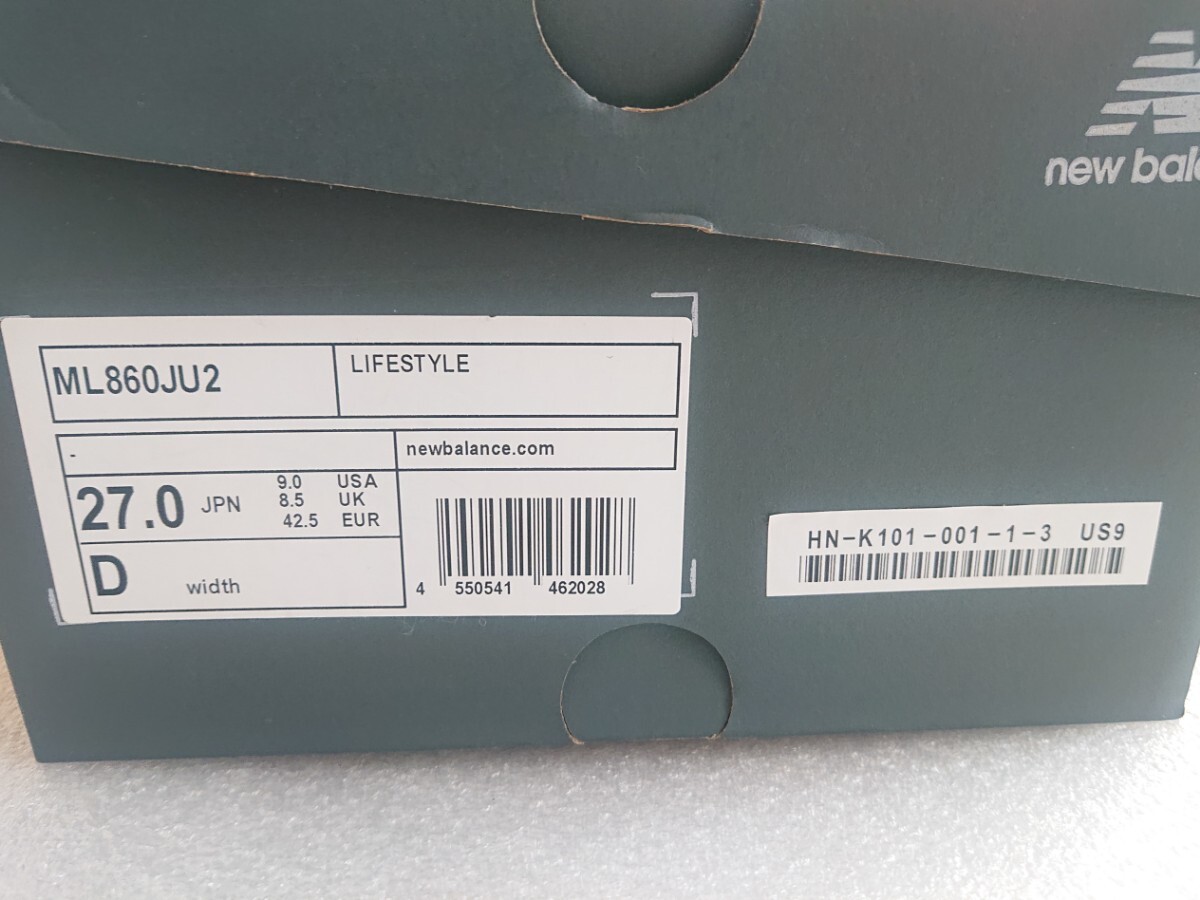 new bala
ML860JU2
LIFESTYLE
-
newbalance.com
27.0 JPN
9.0 USA
8.5 UK
42.5 EUR
D width
4 550541 462028
HN-K101-001-1-3 US9